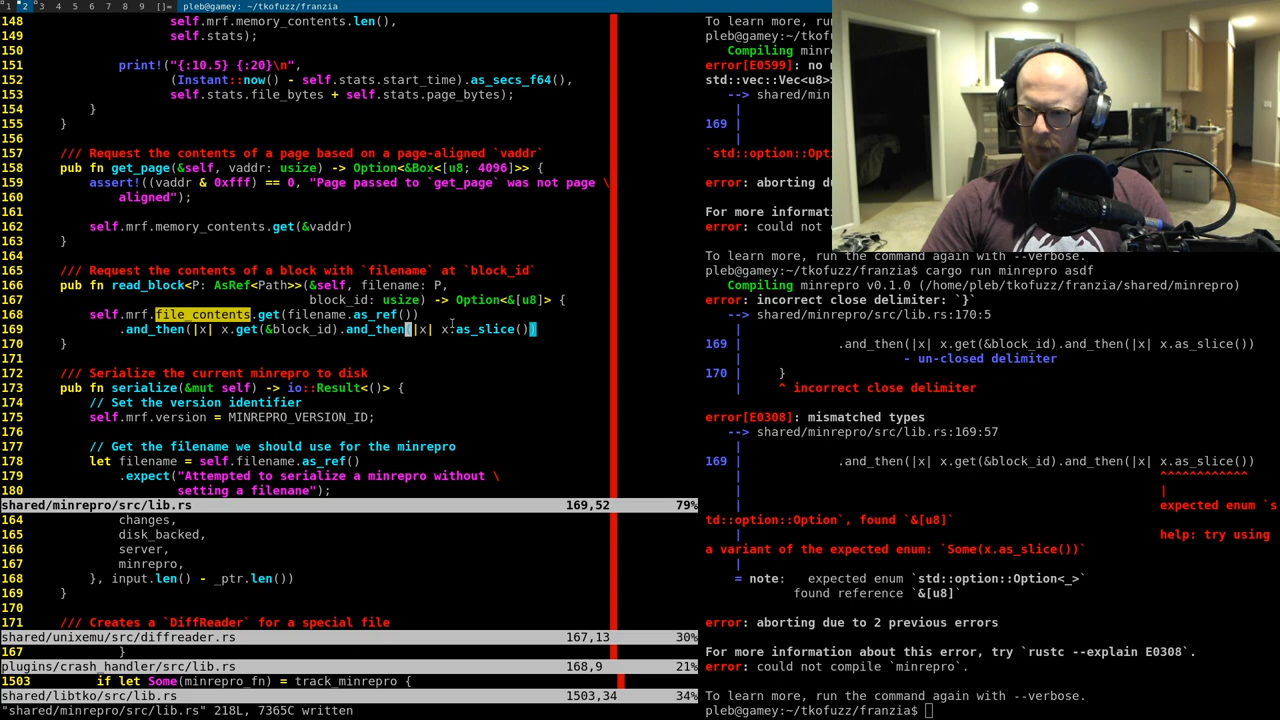 1 2 3 4 5 6 7 8 9 []= pleb@gamey: ~/tkofuzz/franzia
148 self.mrf.memory_contents.len(),
149 self.stats);
150
151 print!("{:10.5} {:20}\n",
152 (Instant::now() - self.stats.start_time).as_secs_f64(),
153 self.stats.file_bytes + self.stats.page_bytes);
154 }
155 }
156
157 /// Request the contents of a page based on a page-aligned `vaddr`
158 pub fn get_page(&self, vaddr: usize) -> Option<&Box<[u8; 4096]>> {
159 assert!((vaddr & 0xfff) == 0, "Page passed to `get_page` was not page \
160 aligned");
161
162 self.mrf.memory_contents.get(&vaddr)
163 }
164
165 /// Request the contents of a block with `filename` at `block_id`
166 pub fn read_block<P: AsRef<Path>>(&self, filename: P,
167 block_id: usize) -> Option<&[u8]> {
168 self.mrf.file_contents.get(filename.as_ref())
169 .and_then(|x| x.get(&block_id).and_then(|x| x.as_slice())
170 }
171
172 /// Serialize the current minrepro to disk
173 pub fn serialize(&mut self) -> io::Result<()> {
174 // Set the version identifier
175 self.mrf.version = MINREPRO_VERSION_ID;
176
177 // Get the filename we should use for the minrepro
178 let filename = self.filename.as_ref()
179 .expect("Attempted to serialize a minrepro without \
180 setting a filename");
shared/minrepro/src/lib.rs 169,52 79%
164 changes,
165 disk_backed,
166 server,
167 minrepro,
168 }, input.len() - _ptr.len())
169 }
170
171 /// Creates a `DiffReader` for a special file
shared/unixemu/src/diffreader.rs 167,13 30%
167 }
plugins/crash_handler/src/lib.rs 168,9 21%
1503 if let Some(minrepro_fn) = track_minrepro {
shared/libtko/src/lib.rs 1503,34 34%
"shared/minrepro/src/lib.rs" 218L, 7365C written
To learn more, run
pleb@gamey:~/tkofu
Compiling minre
error[E0599]: no m
std::vec::Vec<u8>>
--> shared/min
|
169 |
|
`std::option::Opti
error: aborting du
For more informati
error: could not c
To learn more, run the command again with --verbose.
pleb@gamey:~/tkofuzz/franzia$ cargo run minrepro asdf
Compiling minrepro v0.1.0 (/home/pleb/tkofuzz/franzia/shared/minrepro)
error: incorrect close delimiter: `}`
--> shared/minrepro/src/lib.rs:170:5
|
169 | .and_then(|x| x.get(&block_id).and_then(|x| x.as_slice())
| - un-closed delimiter
170 | }
| ^ incorrect close delimiter
error[E0308]: mismatched types
--> shared/minrepro/src/lib.rs:169:57
|
169 | .and_then(|x| x.get(&block_id).and_then(|x| x.as_slice())
| ^^^^^^^^^^^^
| |
| expected enum `s
td::option::Option`, found `&[u8]`
| help: try using
a variant of the expected enum: `Some(x.as_slice())`
|
= note: expected enum `std::option::Option<_>`
found reference `&[u8]`
error: aborting due to 2 previous errors
For more information about this error, try `rustc --explain E0308`.
error: could not compile `minrepro`.
To learn more, run the command again with --verbose.
pleb@gamey:~/tkofuzz/franzia$